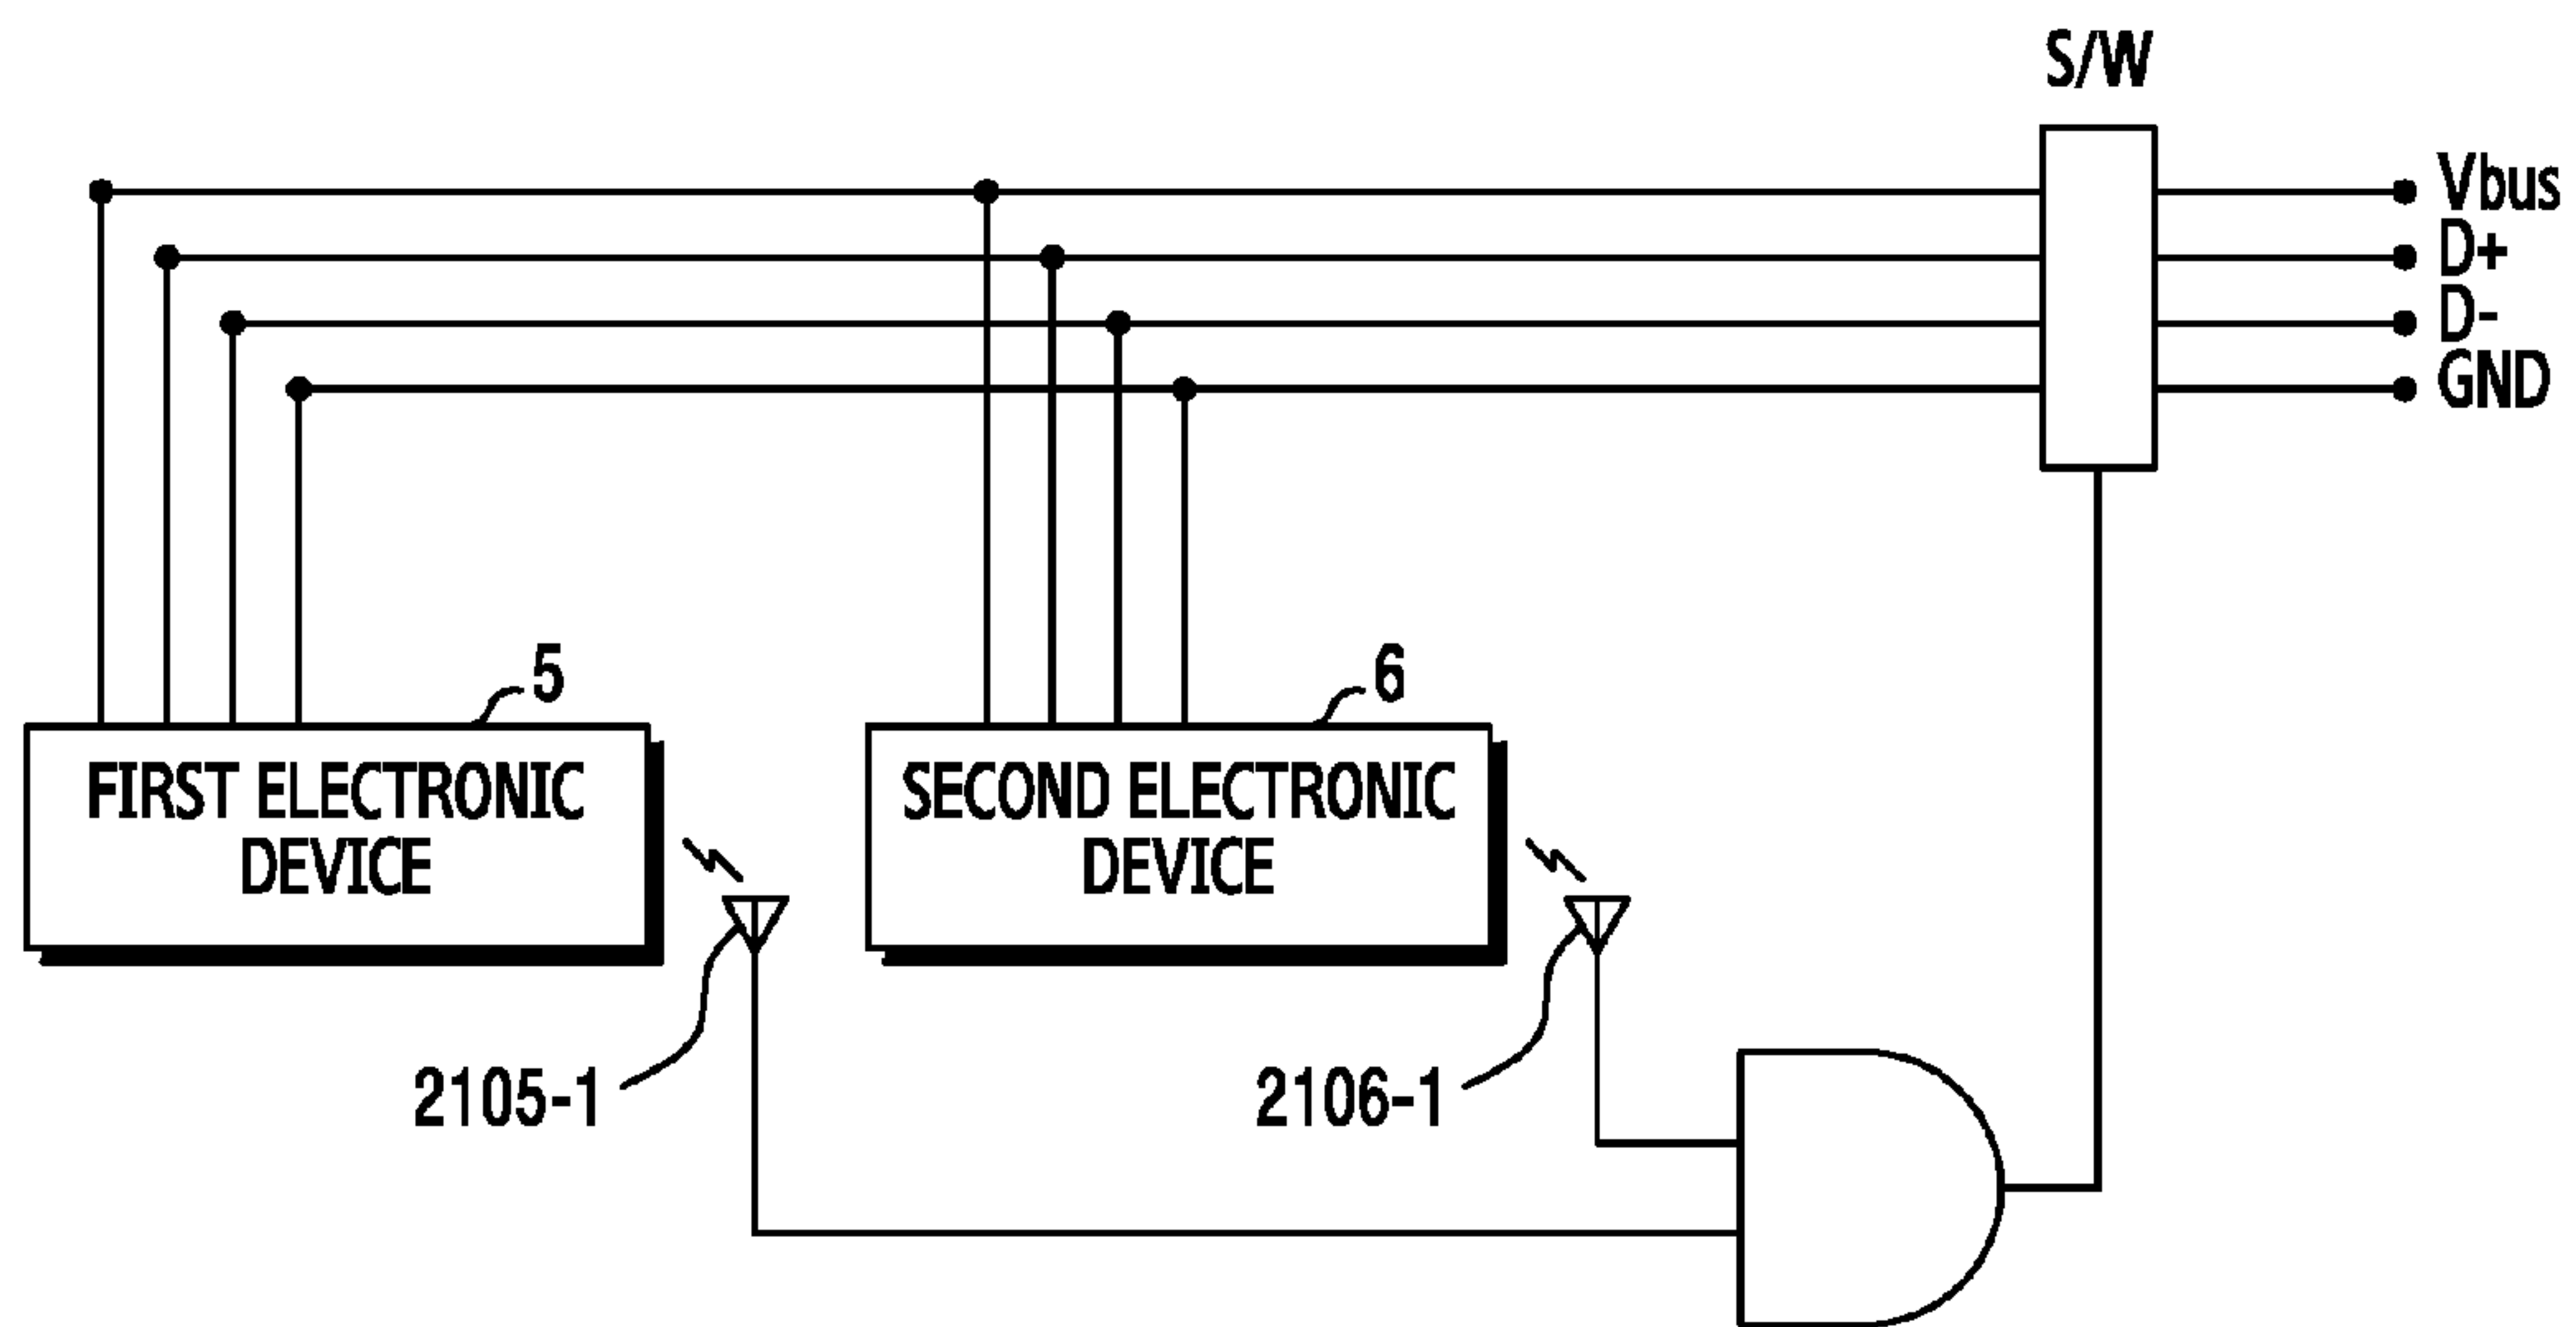 S/W
Vbus
D+
D-
GND
5
6
FIRST ELECTRONIC
DEVICE
SECOND ELECTRONIC
DEVICE
2105-1
2106-1